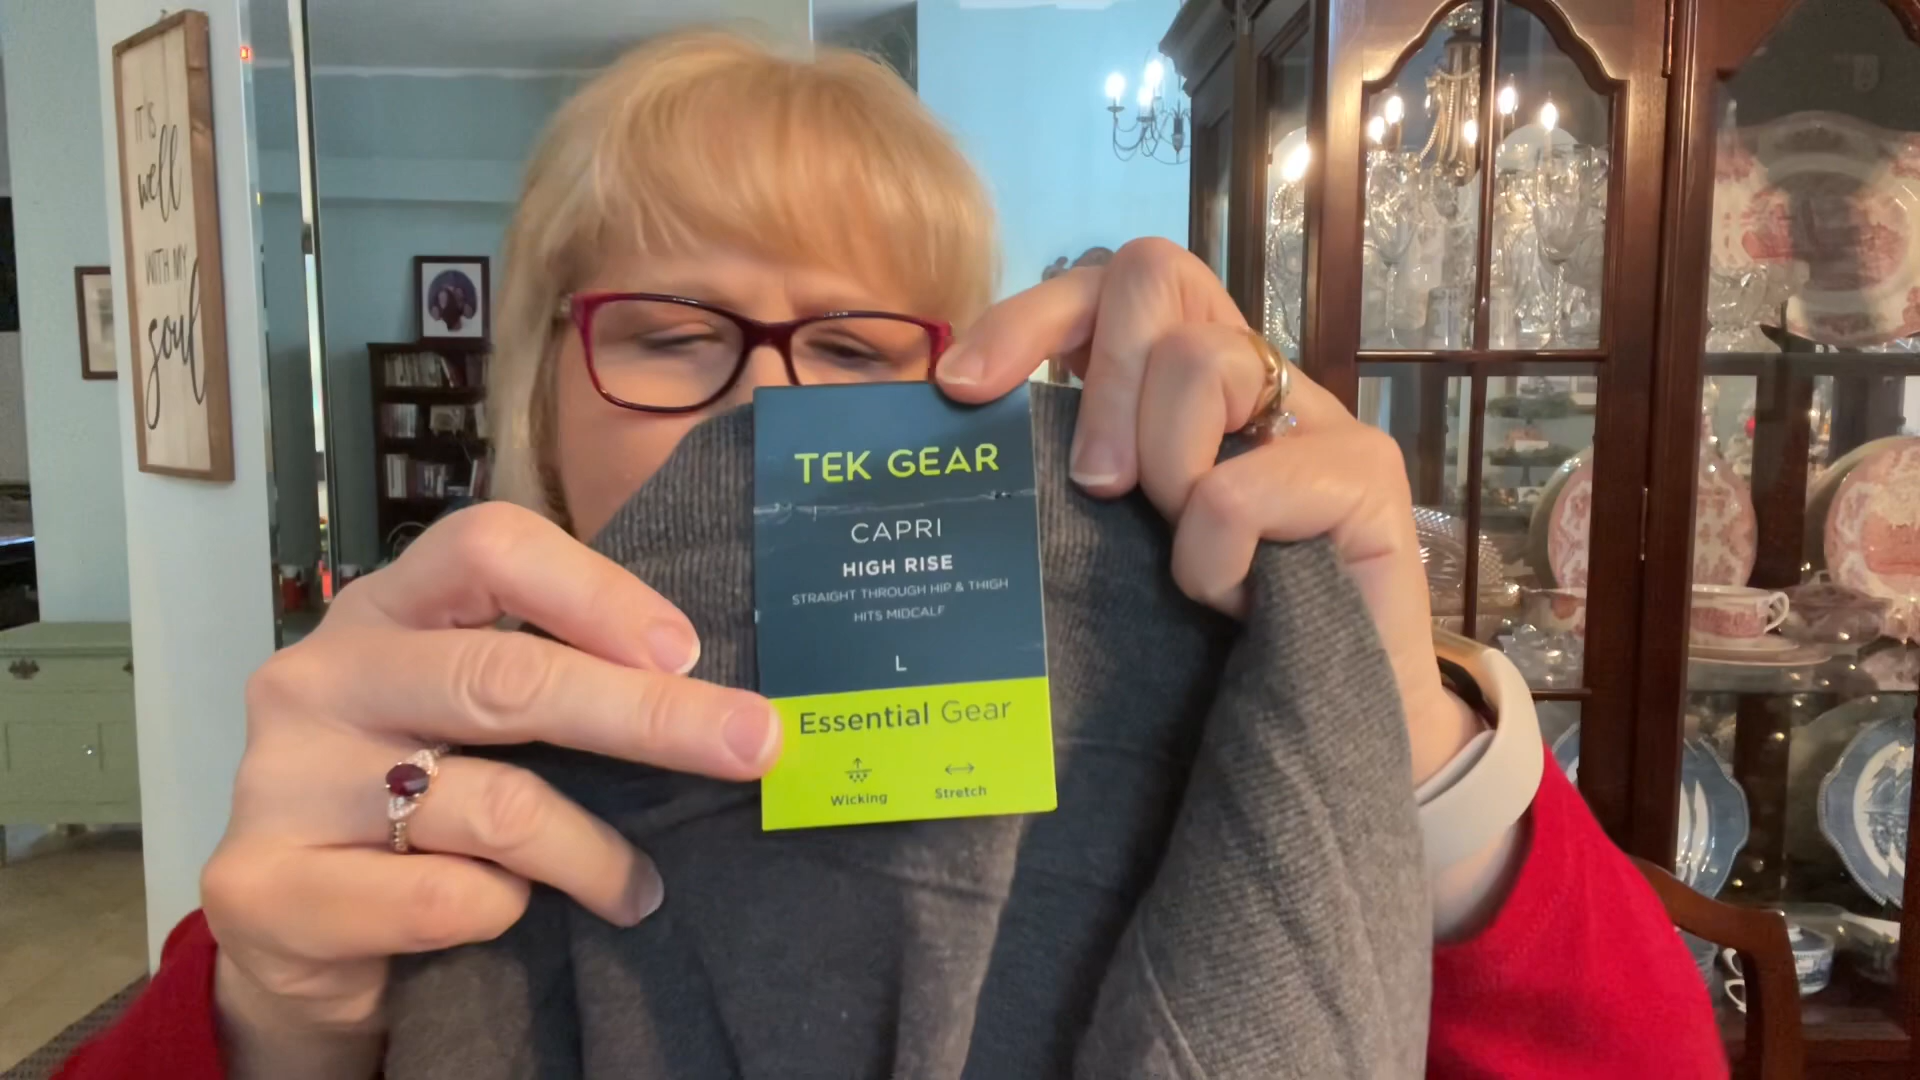 IT IS
well
WITH MY
soul
TEK GEAR
CAPRI
HIGH RISE
STRAIGHT THROUGH HIP & THIGH
HITS MIDCALF
L
Essential Gear
Wicking Stretch